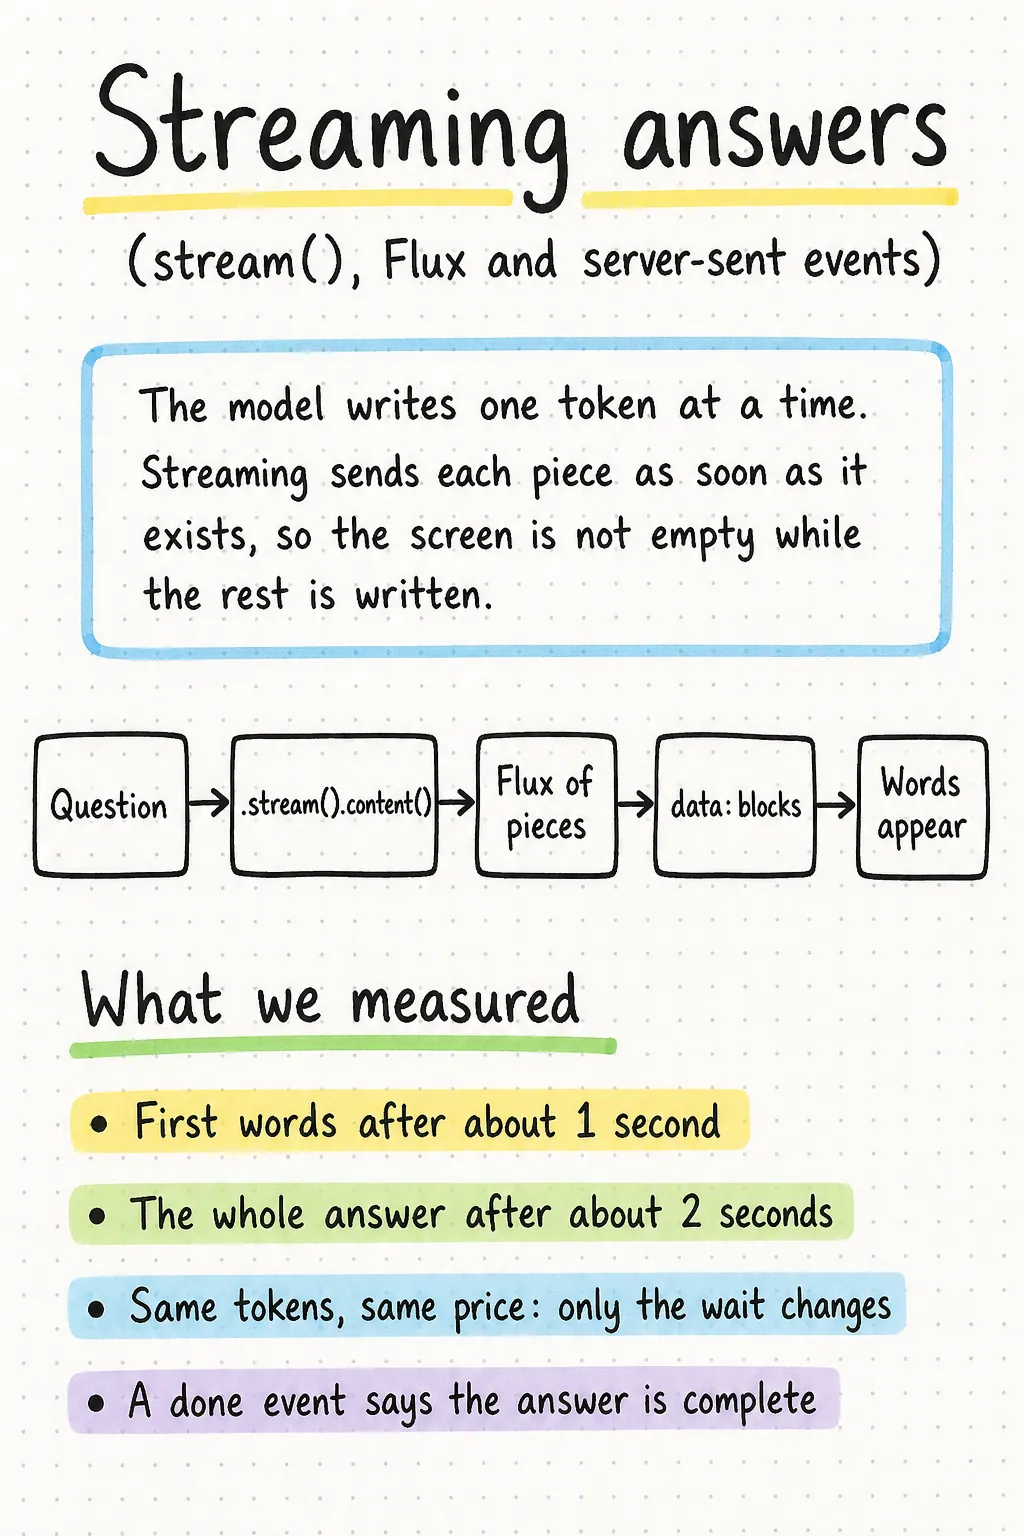 Streaming answers
(stream(), Flux and server-sent events)
The model writes one token at a time.
Streaming sends each piece as soon as it
exists, so the screen is not empty while
the rest is written.
Question
.stream().content()
Flux of
pieces
data: blocks
Words
appear
What we measured
• First words after about 1 second
• The whole answer after about 2 seconds
• Same tokens, same price: only the wait changes
• A done event says the answer is complete